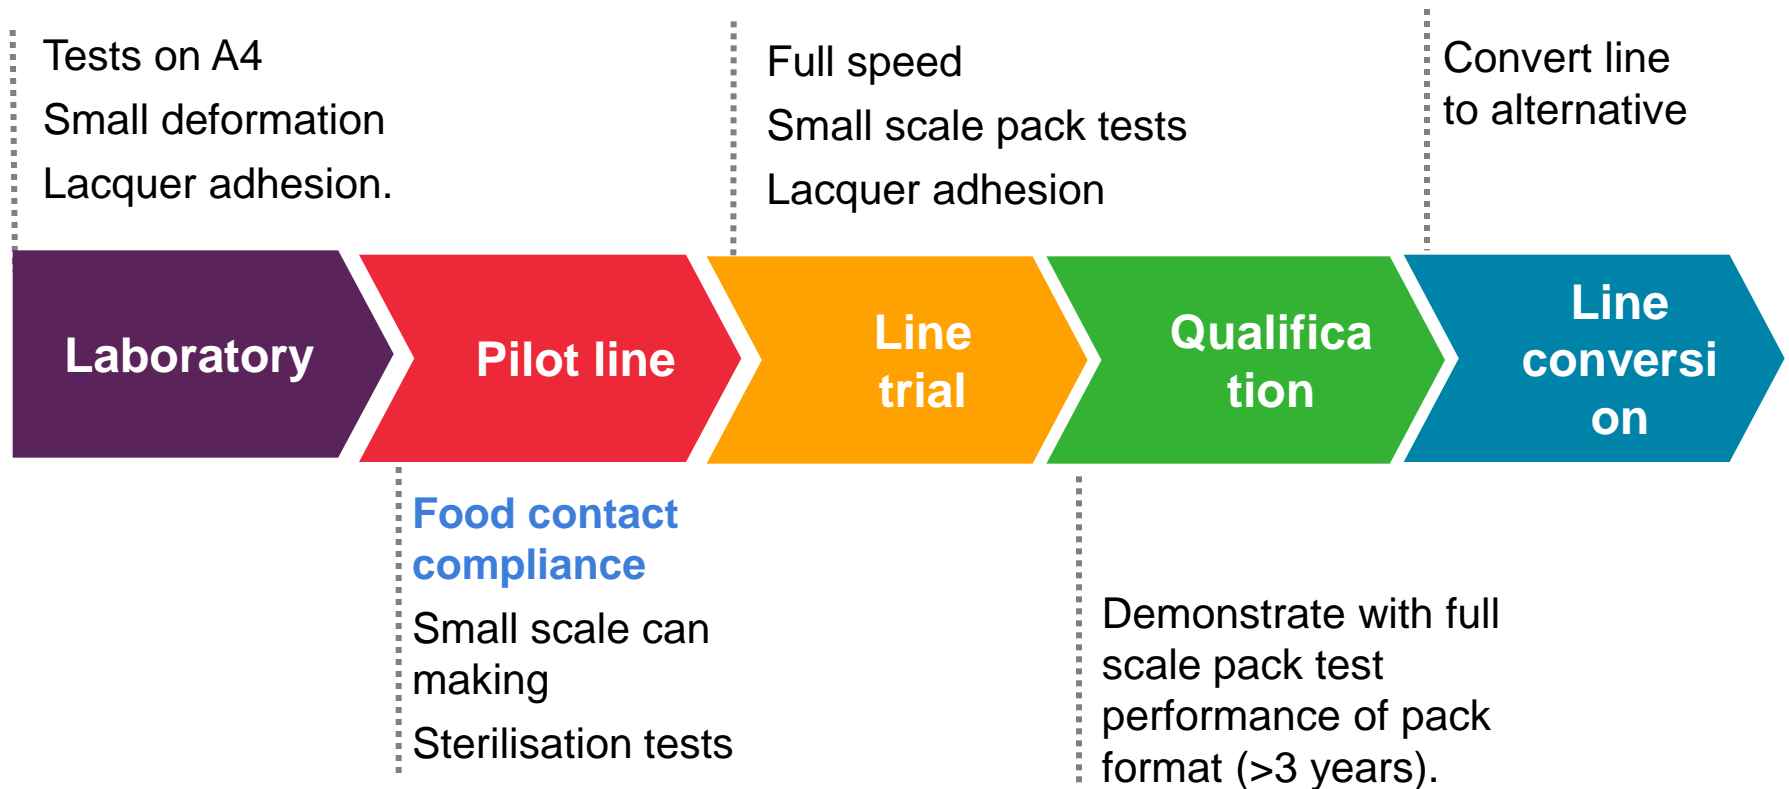 Tests on A4
Small deformation
Lacquer adhesion.
Full speed
Small scale pack tests
Lacquer adhesion
Convert line
to alternative
Laboratory
Pilot line
Line
trial
Qualifica
tion
Line
conversi
on
Food contact
compliance
Small scale can
making
Sterilisation tests
Demonstrate with full
scale pack test
performance of pack
format (>3 years).